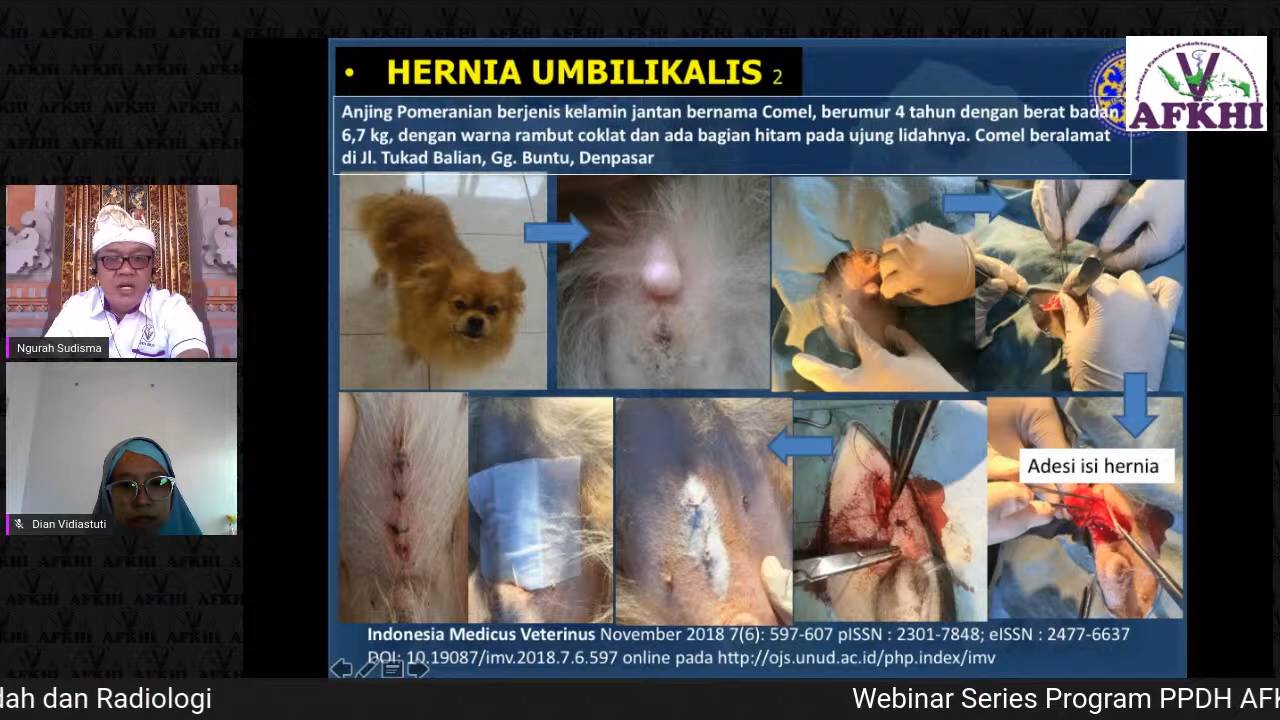 • HERNIA UMBILIKALIS 2
Anjing Pomeranian berjenis kelamin jantan bernama Comel, berumur 4 tahun dengan berat badan
6,7 kg, dengan warna rambut coklat dan ada bagian hitam pada ujung lidahnya. Comel beralamat
di Jl. Tukad Balian, Gg. Buntu, Denpasar
AFKHI
Ngurah Sudisma
Dian Vidiastuti
Adesi isi hernia
Indonesia Medicus Veterinus November 2018 7(6): 597-607 pISSN : 2301-7848; eISSN : 2477-6637
DOI: 10.19087/imv.2018.7.6.597 online pada http://ojs.unud.ac.id/php.index/imv
dah dan Radiologi
Webinar Series Program PPDH AFK